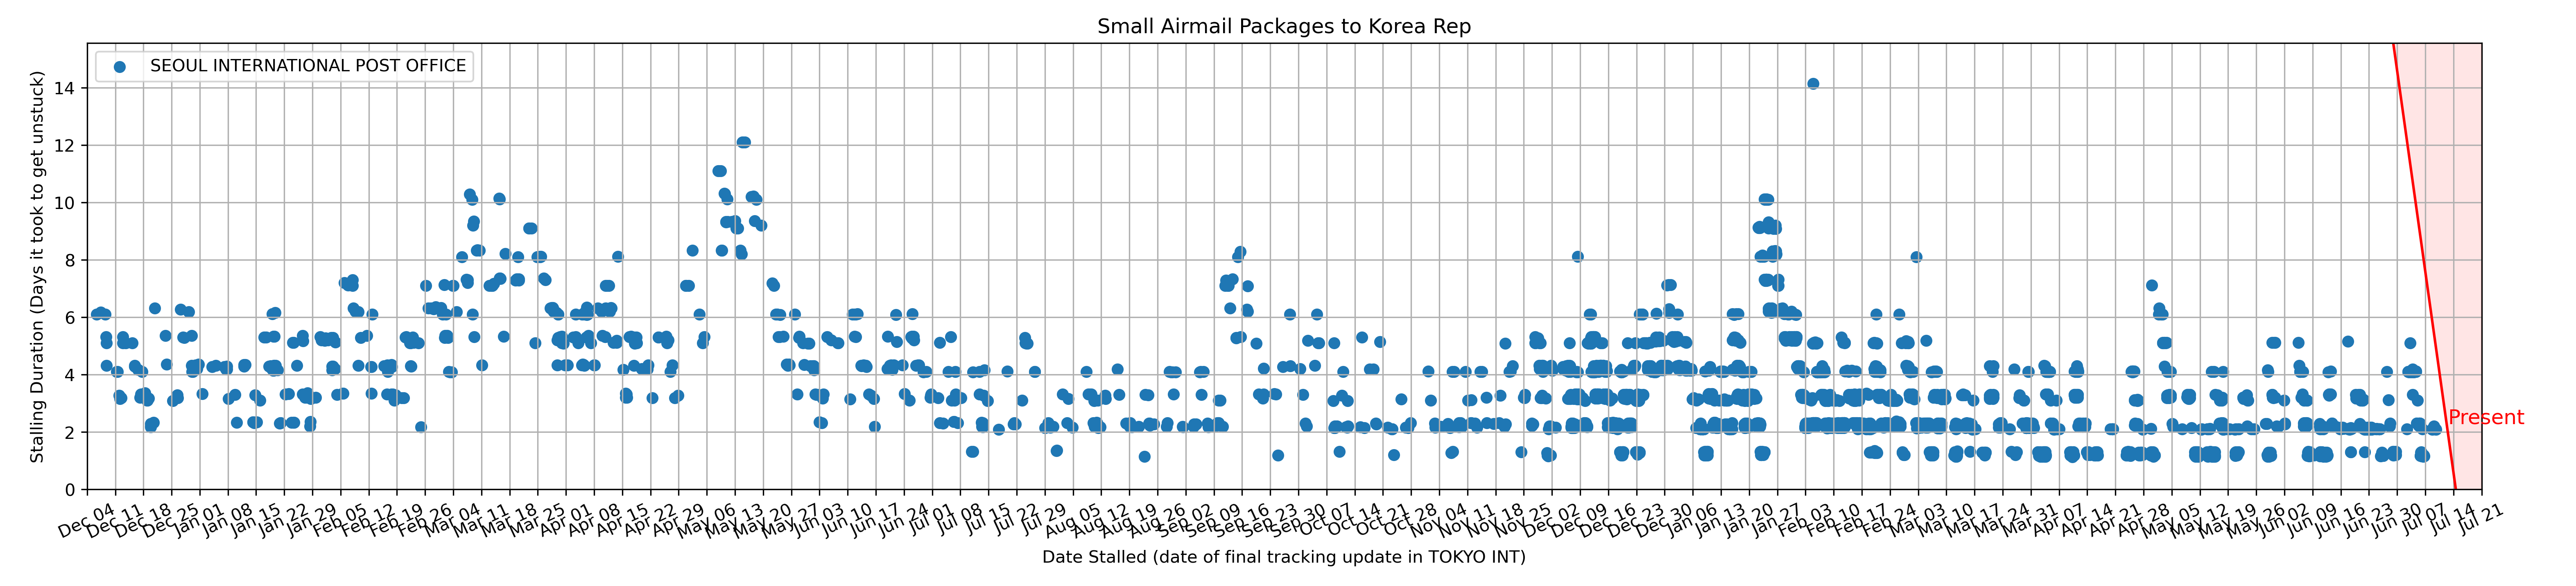 Small Airmail Packages to Korea Rep
SEOUL INTERNATIONAL POST OFFICE
Stalling Duration (Days it took to get unstuck)
14
12
10
8
6
4
2
0
Present
Dec 04 Dec 11 Dec 18 Dec 25 Jan 01 Jan 08 Jan 15 Jan 22 Jan 29 Feb 05 Feb 12 Feb 19 Feb 26 Mar 04 Mar 11 Mar 18 Mar 25 Apr 01 Apr 08 Apr 15 Apr 22 Apr 29 May 06 May 13 May 20 May 27 Jun 03 Jun 10 Jun 17 Jun 24 Jul 01 Jul 08 Jul 15 Jul 22 Jul 29 Aug 05 Aug 12 Aug 19 Aug 26 Sep 02 Sep 09 Sep 16 Sep 23 Sep 30 Oct 07 Oct 14 Oct 21 Oct 28 Nov 04 Nov 11 Nov 18 Nov 25 Dec 02 Dec 09 Dec 16 Dec 23 Dec 30 Jan 06 Jan 13 Jan 20 Jan 27 Feb 03 Feb 10 Feb 17 Feb 24 Mar 03 Mar 10 Mar 17 Mar 24 Mar 31 Apr 07 Apr 14 Apr 21 Apr 28 May 05 May 12 May 19 May 26 Jun 02 Jun 09 Jun 16 Jun 23 Jun 30 Jul 07 Jul 14 Jul 21
Date Stalled (date of final tracking update in TOKYO INT)